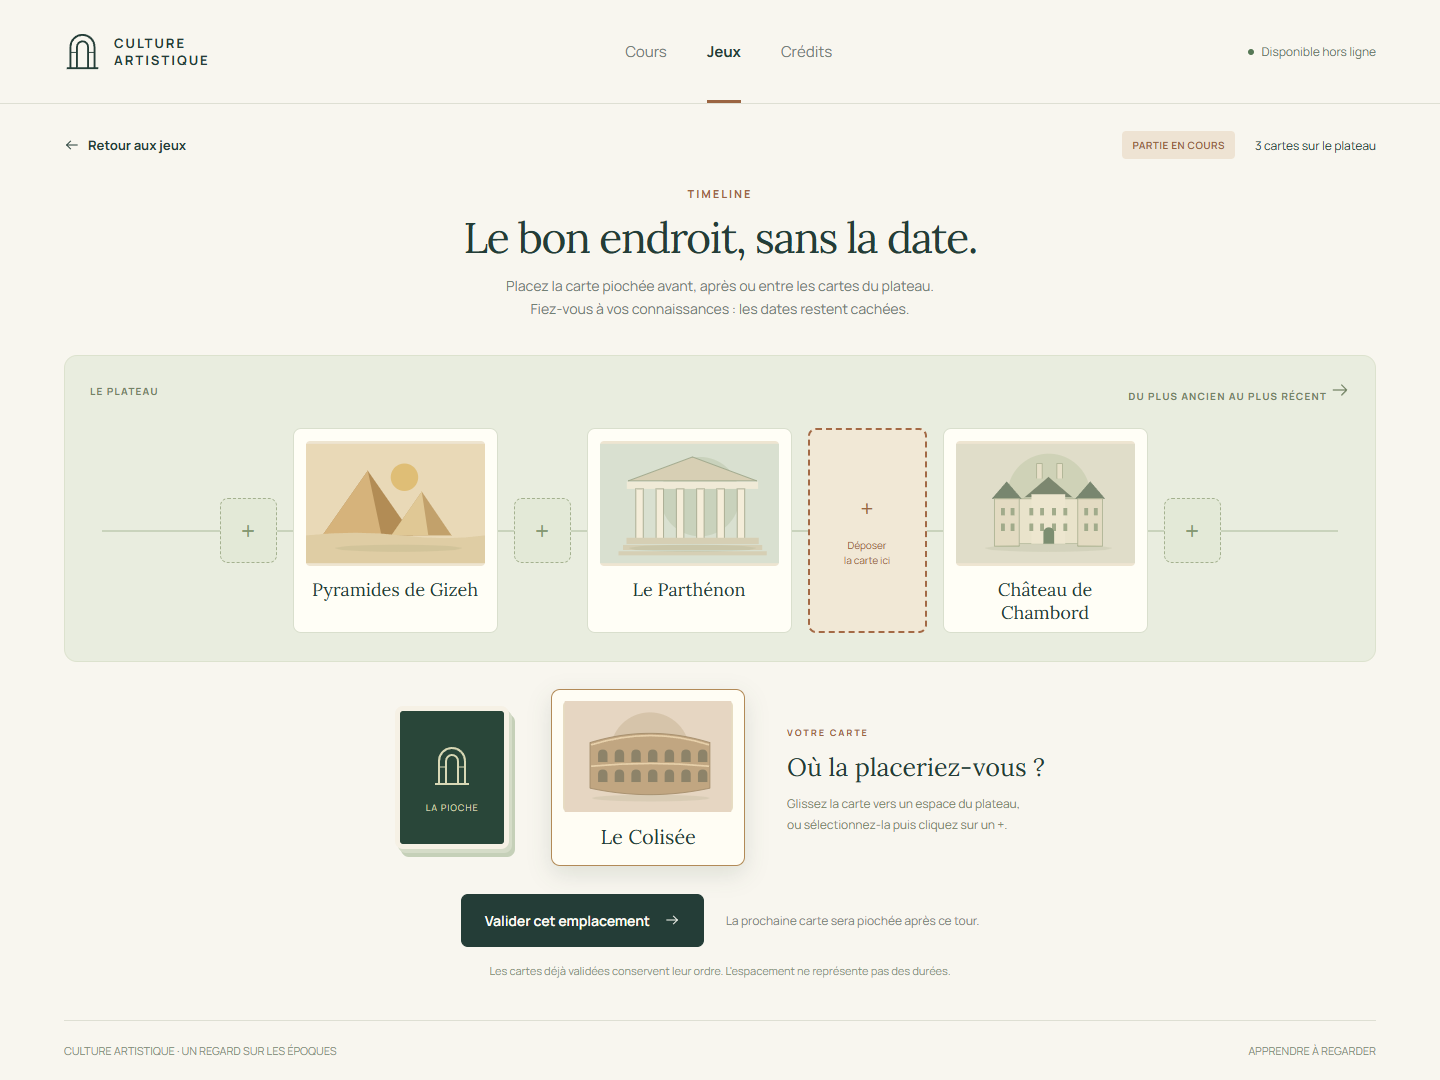 CULTURE
ARTISTIQUE
Cours
Jeux
Crédits
Disponible hors ligne
Retour aux jeux
PARTIE EN COURS
3 cartes sur le plateau
TIMELINE
Le bon endroit, sans la date.
Placez la carte piochée avant, après ou entre les cartes du plateau.
Fiez-vous à vos connaissances : les dates restent cachées.
LE PLATEAU
DU PLUS ANCIEN AU PLUS RÉCENT →
+
Pyramides de Gizeh
+
Le Parthénon
+
Déposer
la carte ici
Château de
Chambord
+
LA PIOCHE
Le Colisée
VOTRE CARTE
Où la placeriez-vous ?
Glissez la carte vers un espace du plateau,
ou sélectionnez-la puis cliquez sur un +.
Valider cet emplacement →
La prochaine carte sera piochée après ce tour.
Les cartes déjà validées conservent leur ordre. L'espacement ne représente pas des durées.
CULTURE ARTISTIQUE · UN REGARD SUR LES ÉPOQUES
APPRENDRE À REGARDER